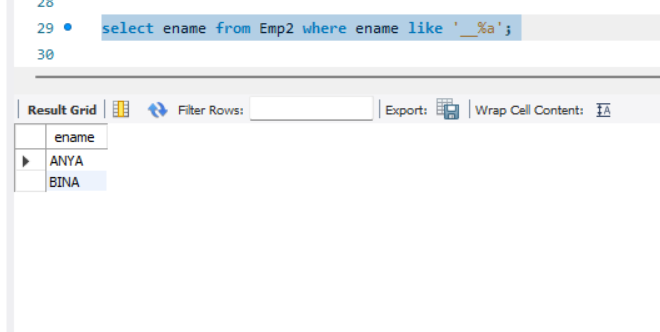 28
29 select ename from Emp2 where ename like '__%a';
30
Result Grid Filter Rows: Export: Wrap Cell Content: IA
ename
ANYA
BINA